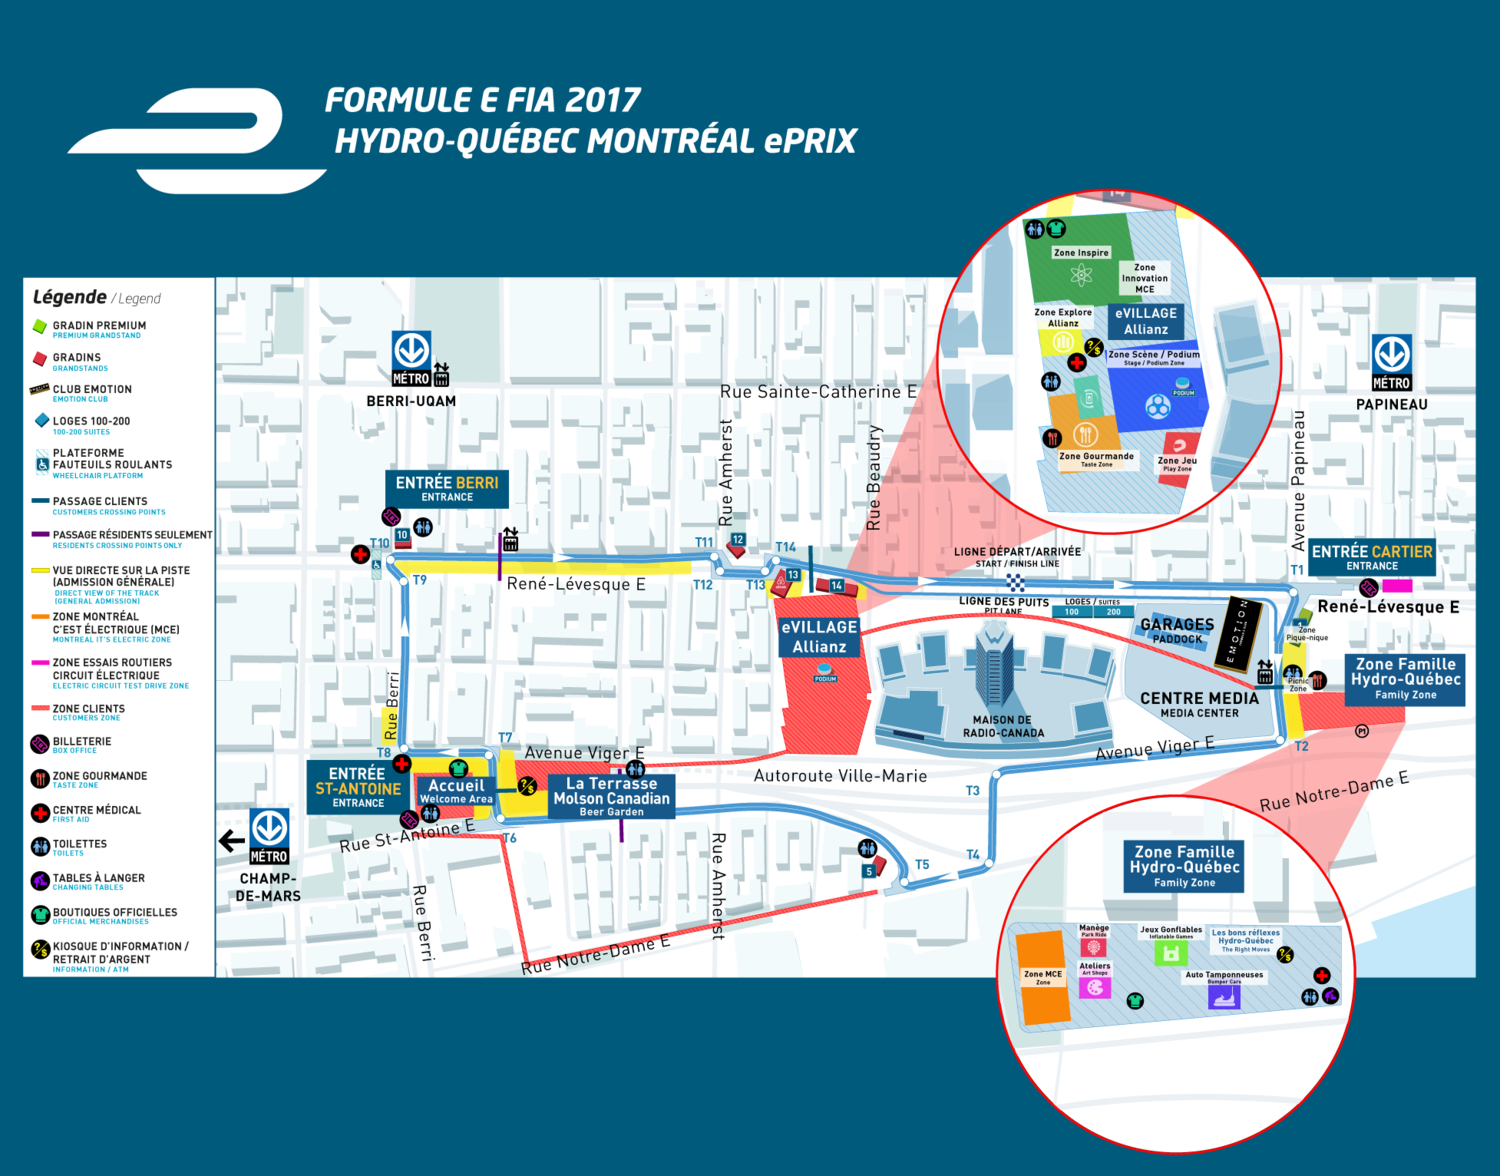 FORMULE E FIA 2017
HYDRO-QUÉBEC MONTRÉAL ePRIX
Légende / Legend
GRADIN PREMIUM
PREMIUM GRANDSTAND
GRADINS
GRANDSTANDS
CLUB EMOTION
EMOTION CLUB
LOGES 100-200
100-200 SUITES
PLATEFORME
FAUTEUILS ROULANTS
WHEELCHAIR PLATFORM
PASSAGE CLIENTS
CUSTOMERS CROSSING POINTS
PASSAGE RÉSIDENTS SEULEMENT
RESIDENTS CROSSING POINTS ONLY
VUE DIRECTE SUR LA PISTE
(ADMISSION GÉNÉRALE)
DIRECT VIEW OF THE TRACK
(GENERAL ADMISSION)
ZONE MONTRÉAL
C'EST ÉLECTRIQUE (MCE)
MONTREAL IT'S ELECTRIC ZONE
ZONE ESSAIS ROUTIERS
CIRCUIT ÉLECTRIQUE
ELECTRIC CIRCUIT TEST DRIVE ZONE
ZONE CLIENTS
CUSTOMERS ZONE
BILLETERIE
BOX OFFICE
ZONE GOURMANDE
TASTE ZONE
CENTRE MÉDICAL
FIRST AID
TOILETTES
TOILETS
TABLES À LANGER
CHANGING TABLES
BOUTIQUES OFFICIELLES
OFFICIAL MERCHANDISES
KIOSQUE D'INFORMATION /
RETRAIT D'ARGENT
INFORMATION / ATM
MÉTRO
BERRI-UQAM
ENTRÉE BERRI
ENTRANCE
10
T10
T9
René-Lévesque E
Rue Sainte-Catherine E
Rue Amherst
Rue Beaudry
T11
12
T14
T12
T13
13
14
LIGNE DÉPART/ARRIVÉE
START / FINISH LINE
LIGNE DES PUITS
PIT LANE
LOGES / SUITES
100 200
GARAGES
PADDOCK
EMOTION
CENTRE MEDIA
MEDIA CENTER
MAISON DE
RADIO-CANADA
eVILLAGE
Allianz
PODIUM
MÉTRO
PAPINEAU
Avenue Papineau
ENTRÉE CARTIER
ENTRANCE
T1
René-Lévesque E
1
Zone
Pique-nique
Picnic
Zone
Zone Famille
Hydro-Québec
Family Zone
P1
T2
Avenue Viger E
Rue Notre-Dame E
T3
T4
T5
5
Autoroute Ville-Marie
Avenue Viger E
Rue Berri
T7
T8
ENTRÉE
ST-ANTOINE
ENTRANCE
Accueil
Welcome Area
La Terrasse
Molson Canadian
Beer Garden
T6
Rue St-Antoine E
MÉTRO
CHAMP-
DE-MARS
Rue Berri
Rue Amherst
Rue Notre-Dame E
14
Zone Inspire
Zone
Innovation
MCE
Zone Explore
Allianz
eVILLAGE
Allianz
Zone Scène / Podium
Stage / Podium Zone
PODIUM
Zone Gourmande
Taste Zone
Zone Jeu
Play Zone
Zone Famille
Hydro-Québec
Family Zone
Zone MCE
Zone
Manège
Park Ride
Ateliers
Art Shops
Jeux Gonflables
Inflatable Games
Les bons réflexes
Hydro-Québec
The Right Moves
Auto Tamponneuses
Bumper Cars